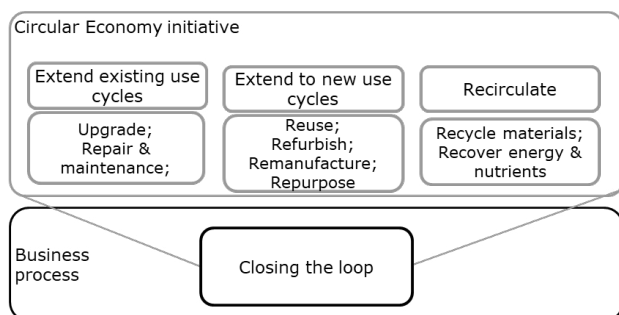 Circular Economy initiative
Extend existing use
cycles
Extend to new use
cycles
Recirculate
Upgrade;
Repair &
maintenance;
Reuse;
Refurbish;
Remanufacture;
Repurpose
Recycle materials;
Recover energy &
nutrients
Business
process
Closing the loop